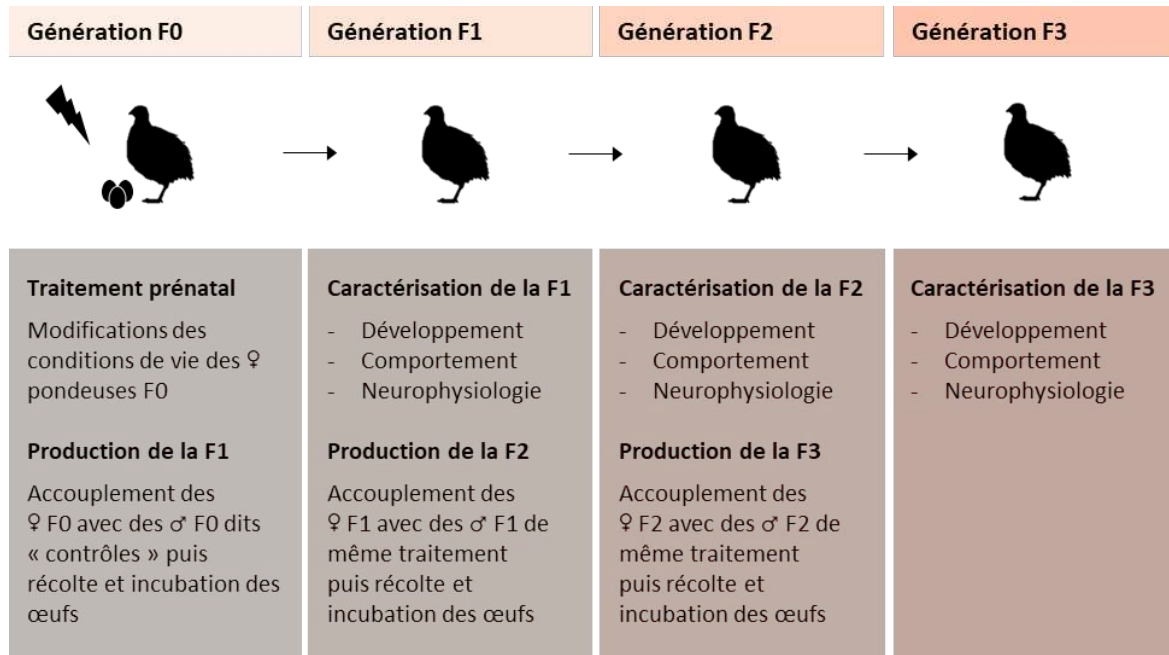 Génération F0
Génération F1
Génération F2
Génération F3
Traitement prénatal
Modifications des
conditions de vie des ♀
pondeuses F0
Production de la F1
Accouplement des
♀ F0 avec des ♂ F0 dits
« contrôles » puis
récolte et incubation des
œufs
Caractérisation de la F1
- Développement
- Comportement
- Neurophysiologie
Production de la F2
Accouplement des
♀ F1 avec des ♂ F1 de
même traitement
puis récolte et
incubation des œufs
Caractérisation de la F2
- Développement
- Comportement
- Neurophysiologie
Production de la F3
Accouplement des
♀ F2 avec des ♂ F2 de
même traitement
puis récolte et
incubation des œufs
Caractérisation de la F3
- Développement
- Comportement
- Neurophysiologie